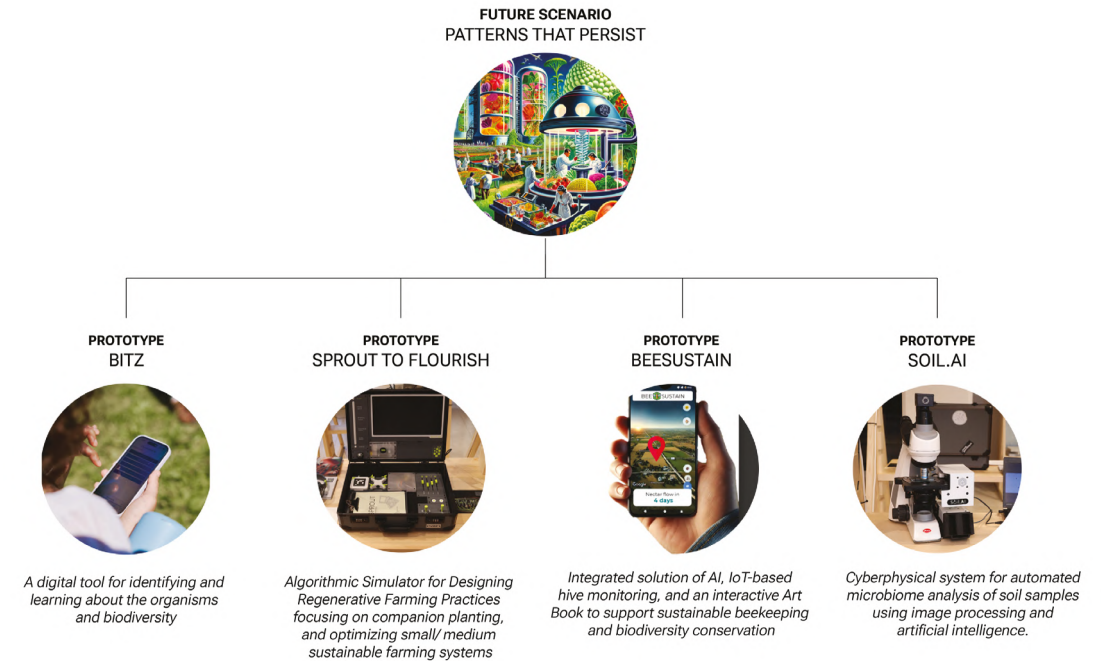 FUTURE SCENARIO
PATTERNS THAT PERSIST
PROTOTYPE
BITZ
A digital tool for identifying and
learning about the organisms
and biodiversity
PROTOTYPE
SPROUT TO FLOURISH
SPROUT
Algorithmic Simulator for Designing
Regenerative Farming Practices
focusing on companion planting,
and optimizing small/ medium
sustainable farming systems
PROTOTYPE
BEESUSTAIN
BEE SUSTAIN
Google
Nectar flow in
4 days
Integrated solution of AI, IoT-based
hive monitoring, and an interactive Art
Book to support sustainable beekeeping
and biodiversity conservation
PROTOTYPE
SOIL.AI
Cyberphysical system for automated
microbiome analysis of soil samples
using image processing and
artificial intelligence.